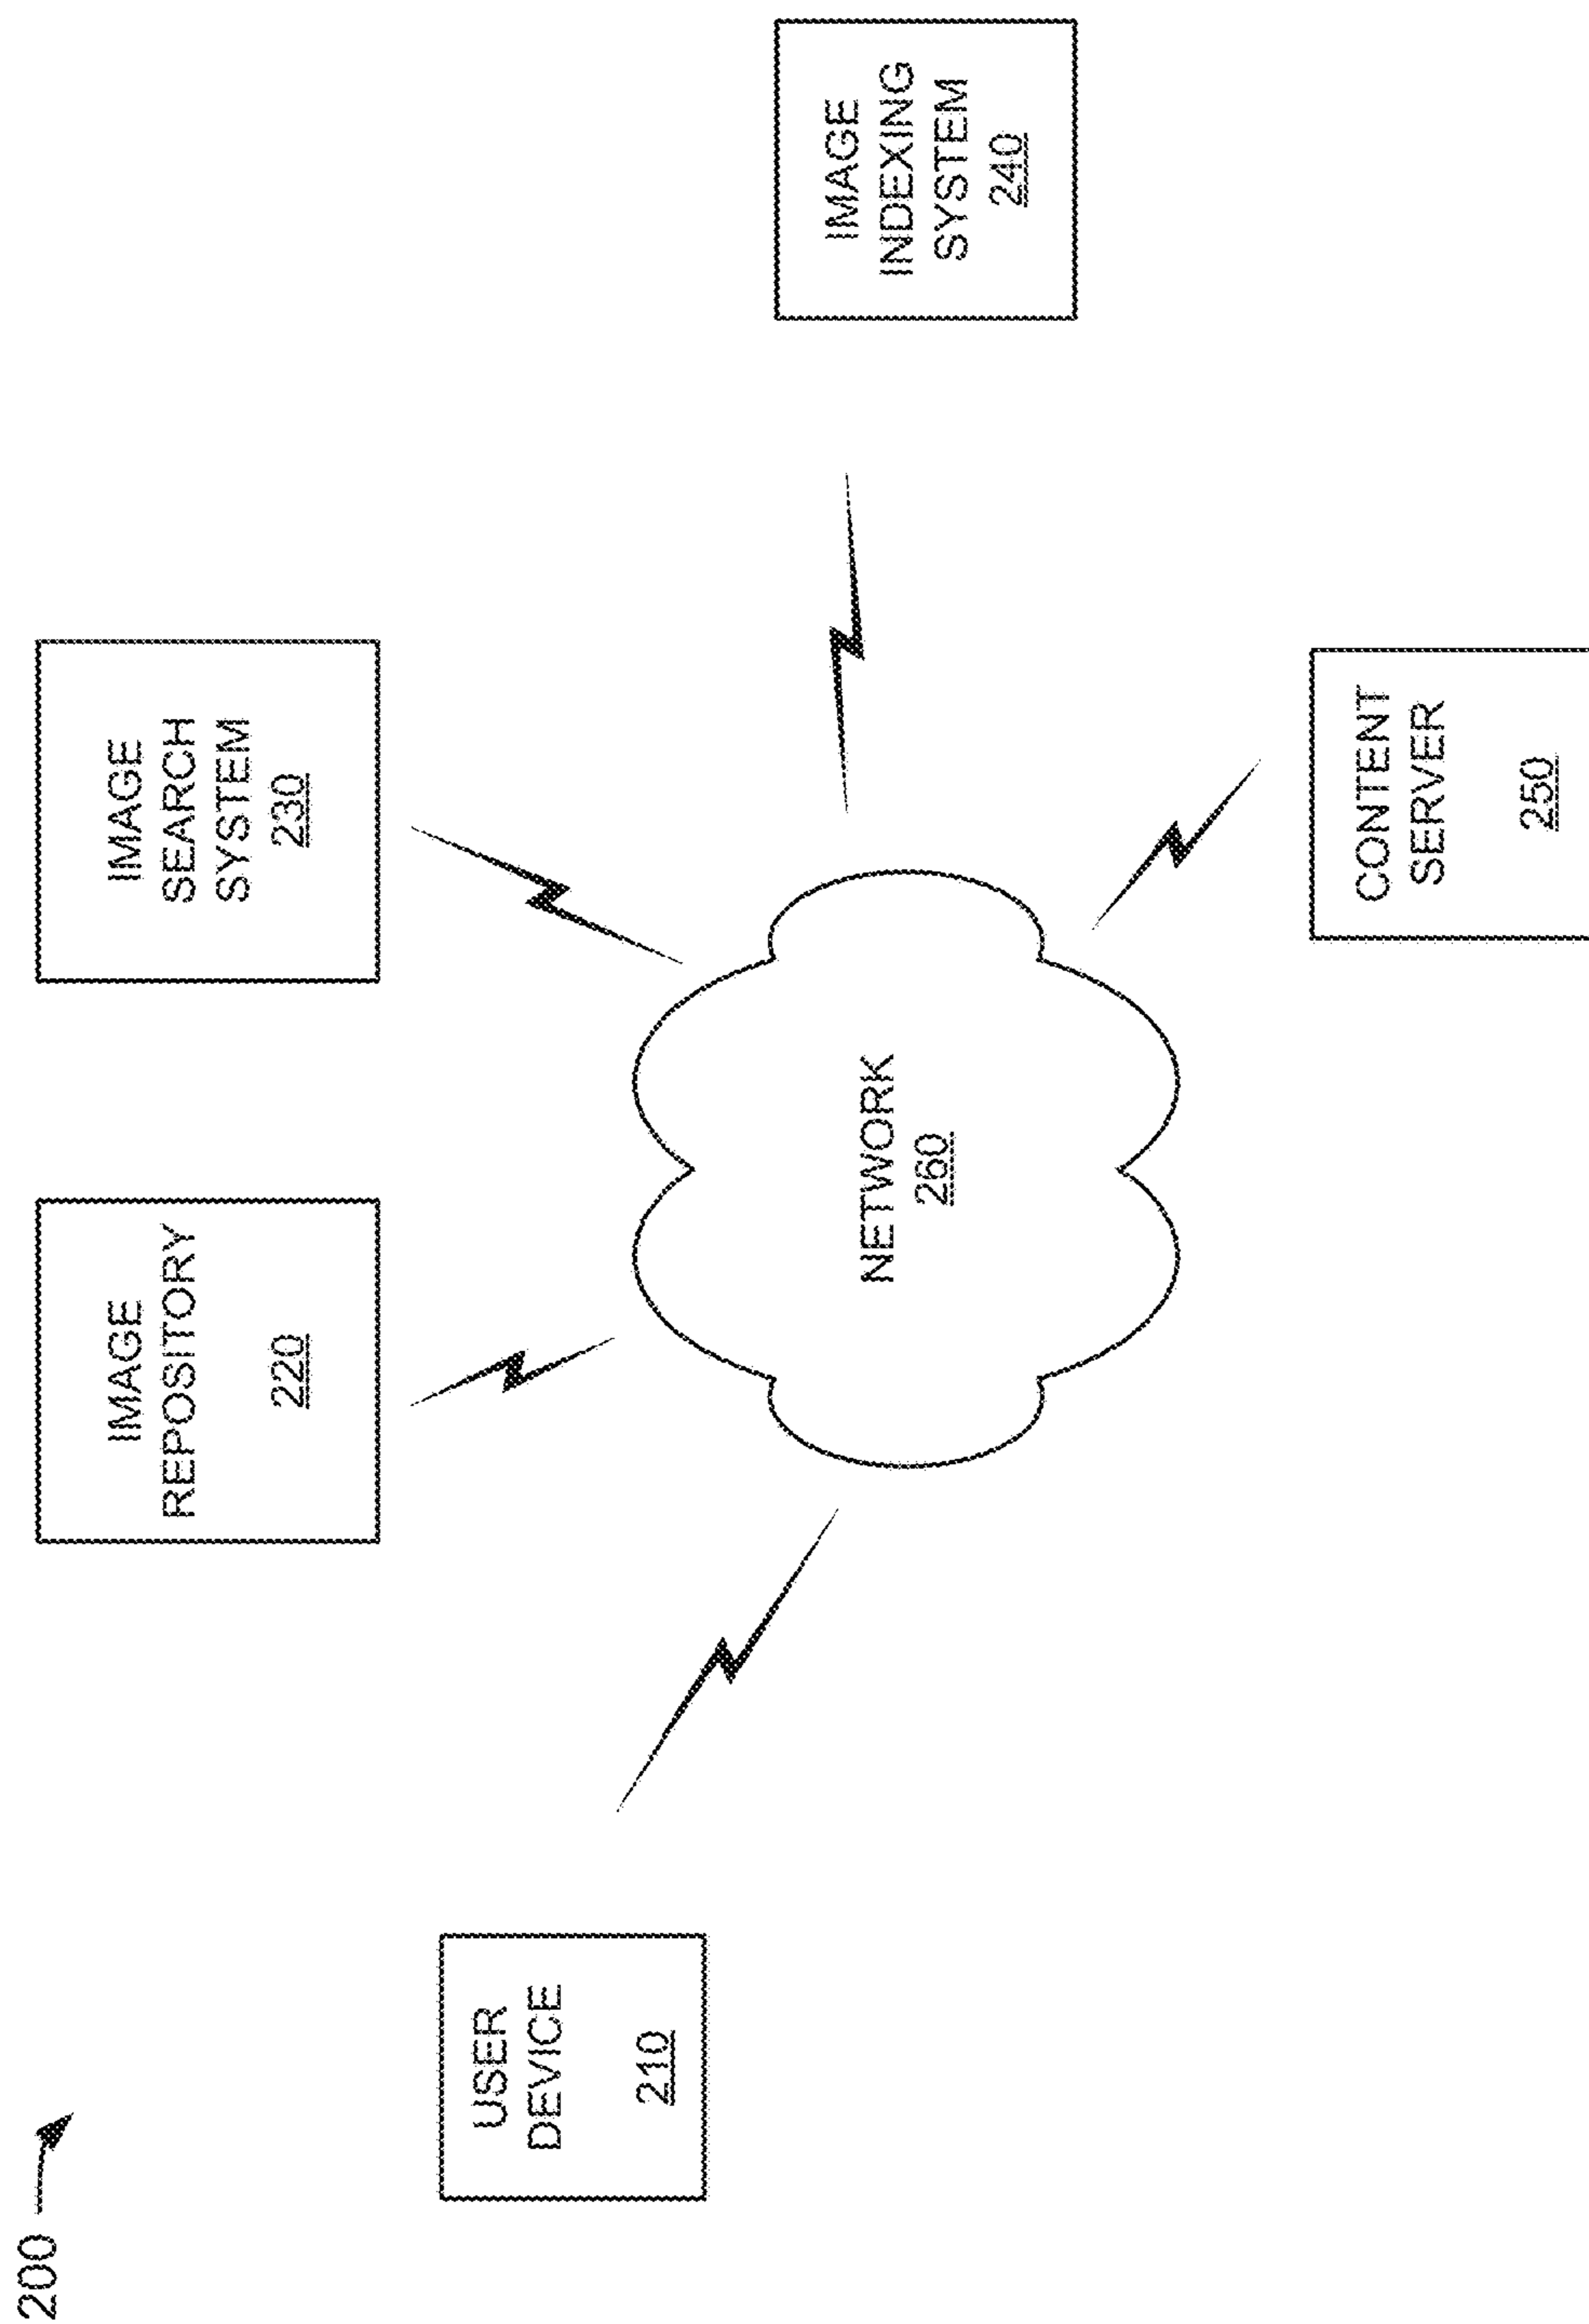 200
IMAGE
REPOSITORY
220
IMAGE
SEARCH
SYSTEM
230
USER
DEVICE
210
NETWORK
260
IMAGE
INDEXING
SYSTEM
240
CONTENT
SERVER
250